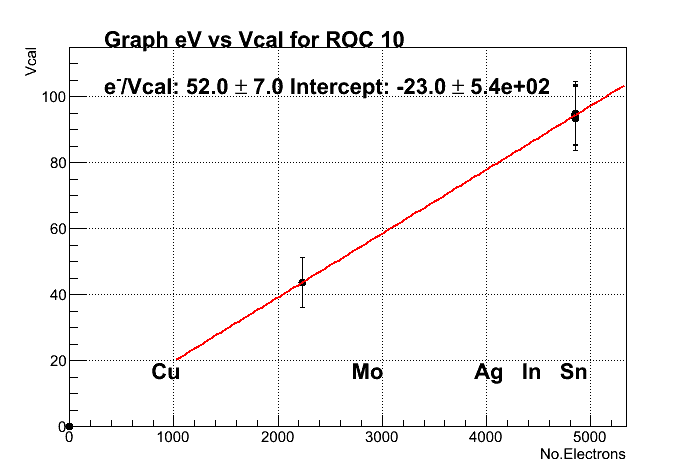 Graph eV vs Vcal for ROC 10
Vcal
e-/Vcal: 52.0 ± 7.0 Intercept: -23.0 ± 5.4e+02
100
80
60
40
20
Cu Mo Ag In Sn
0
0 1000 2000 3000 4000 5000
No.Electrons